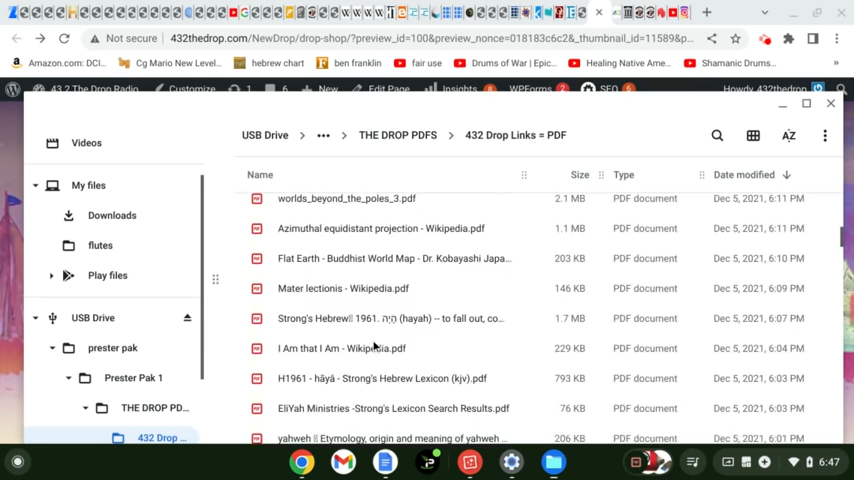 Not secure
432thedrop.com/NewDrop/drop-shop/?preview_id=100&preview_nonce=018183c6c2&_thumbnail_id=11589&p...
Amazon.com: DCI...
Cg Mario New Level...
hebrew chart
ben franklin
fair use
Drums of War | Epic...
Healing Native Ame...
Shamanic Drums...
43.2 The Drop Radio
Customize
1
6
New
Edit Page
Insights
WPForms
2
SEO
6
Howdy, 432thedrop
USB Drive
THE DROP PDFS
432 Drop Links = PDF
AZ
Name
Size
Type
Date modified
Videos
My files
Downloads
flutes
Play files
USB Drive
prester pak
Prester Pak 1
THE DROP PD...
432 Drop ...
worlds_beyond_the_poles_3.pdf 2.1 MB PDF document Dec 5, 2021, 6:11 PM
Azimuthal equidistant projection - Wikipedia.pdf 1.1 MB PDF document Dec 5, 2021, 6:11 PM
Flat Earth - Buddhist World Map - Dr. Kobayashi Japa... 203 KB PDF document Dec 5, 2021, 6:10 PM
Mater lectionis - Wikipedia.pdf 146 KB PDF document Dec 5, 2021, 6:09 PM
Strong's Hebrew 1961. הָיָה (hayah) -- to fall out, co... 1.7 MB PDF document Dec 5, 2021, 6:07 PM
I Am that I Am - Wikipedia.pdf 229 KB PDF document Dec 5, 2021, 6:04 PM
H1961 - hāyâ - Strong's Hebrew Lexicon (kjv).pdf 793 KB PDF document Dec 5, 2021, 6:03 PM
EliYah Ministries -Strong's Lexicon Search Results.pdf 76 KB PDF document Dec 5, 2021, 6:03 PM
yahweh Etymology, origin and meaning of yahweh ... 206 KB PDF document Dec 5, 2021, 6:01 PM
6:47